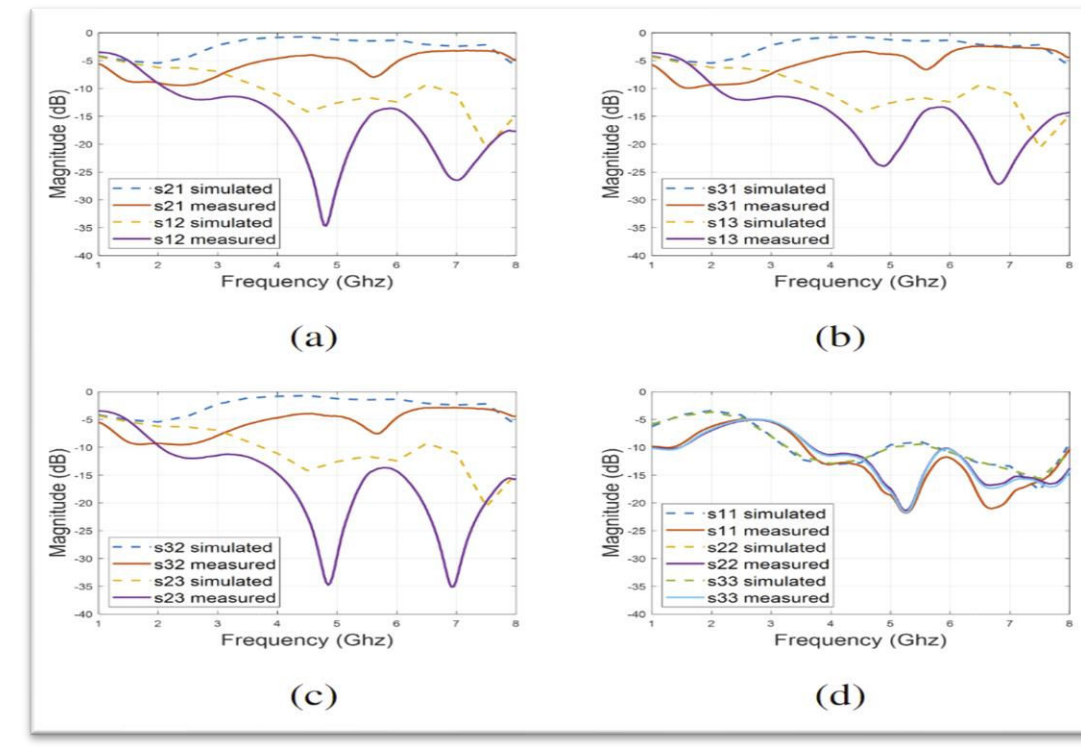 0
-5
-10
-15
-20
-25
-30
-35
-40
Magnitude (dB)
s21 simulated
s21 measured
s12 simulated
s12 measured
1 2 3 4 5 6 7 8
Frequency (Ghz)
(a)
0
-5
-10
-15
-20
-25
-30
-35
-40
Magnitude (dB)
s31 simulated
s31 measured
s13 simulated
s13 measured
1 2 3 4 5 6 7 8
Frequency (Ghz)
(b)
0
-5
-10
-15
-20
-25
-30
-35
-40
Magnitude (dB)
s32 simulated
s32 measured
s23 simulated
s23 measured
1 2 3 4 5 6 7 8
Frequency (Ghz)
(c)
0
-5
-10
-15
-20
-25
-30
-35
-40
Magnitude (dB)
s11 simulated
s11 measured
s22 simulated
s22 measured
s33 simulated
s33 measured
1 2 3 4 5 6 7 8
Frequency (Ghz)
(d)